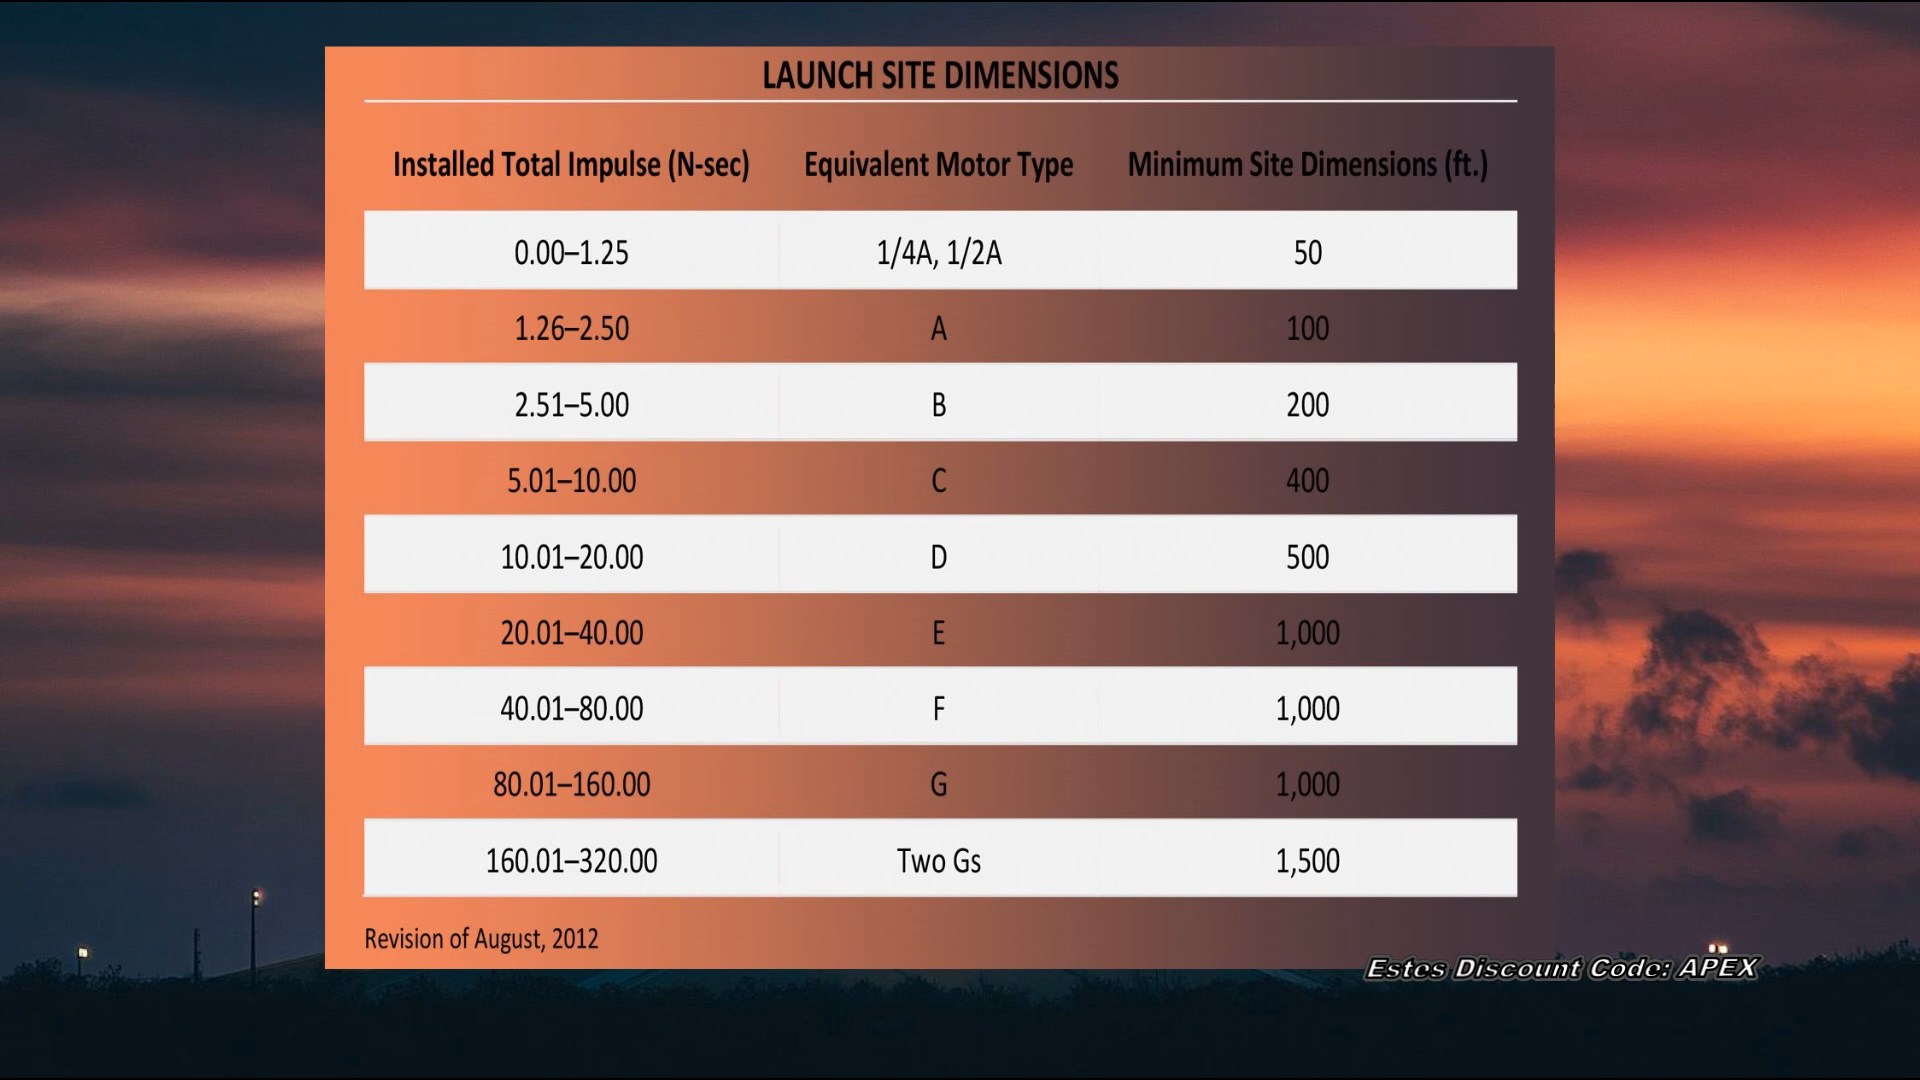 LAUNCH SITE DIMENSIONS
Installed Total Impulse (N-sec) Equivalent Motor Type Minimum Site Dimensions (ft.)
0.00–1.25 1/4A, 1/2A 50
1.26–2.50 A 100
2.51–5.00 B 200
5.01–10.00 C 400
10.01–20.00 D 500
20.01–40.00 E 1,000
40.01–80.00 F 1,000
80.01–160.00 G 1,000
160.01–320.00 Two Gs 1,500
Revision of August, 2012
Estes Discount Code: APEX